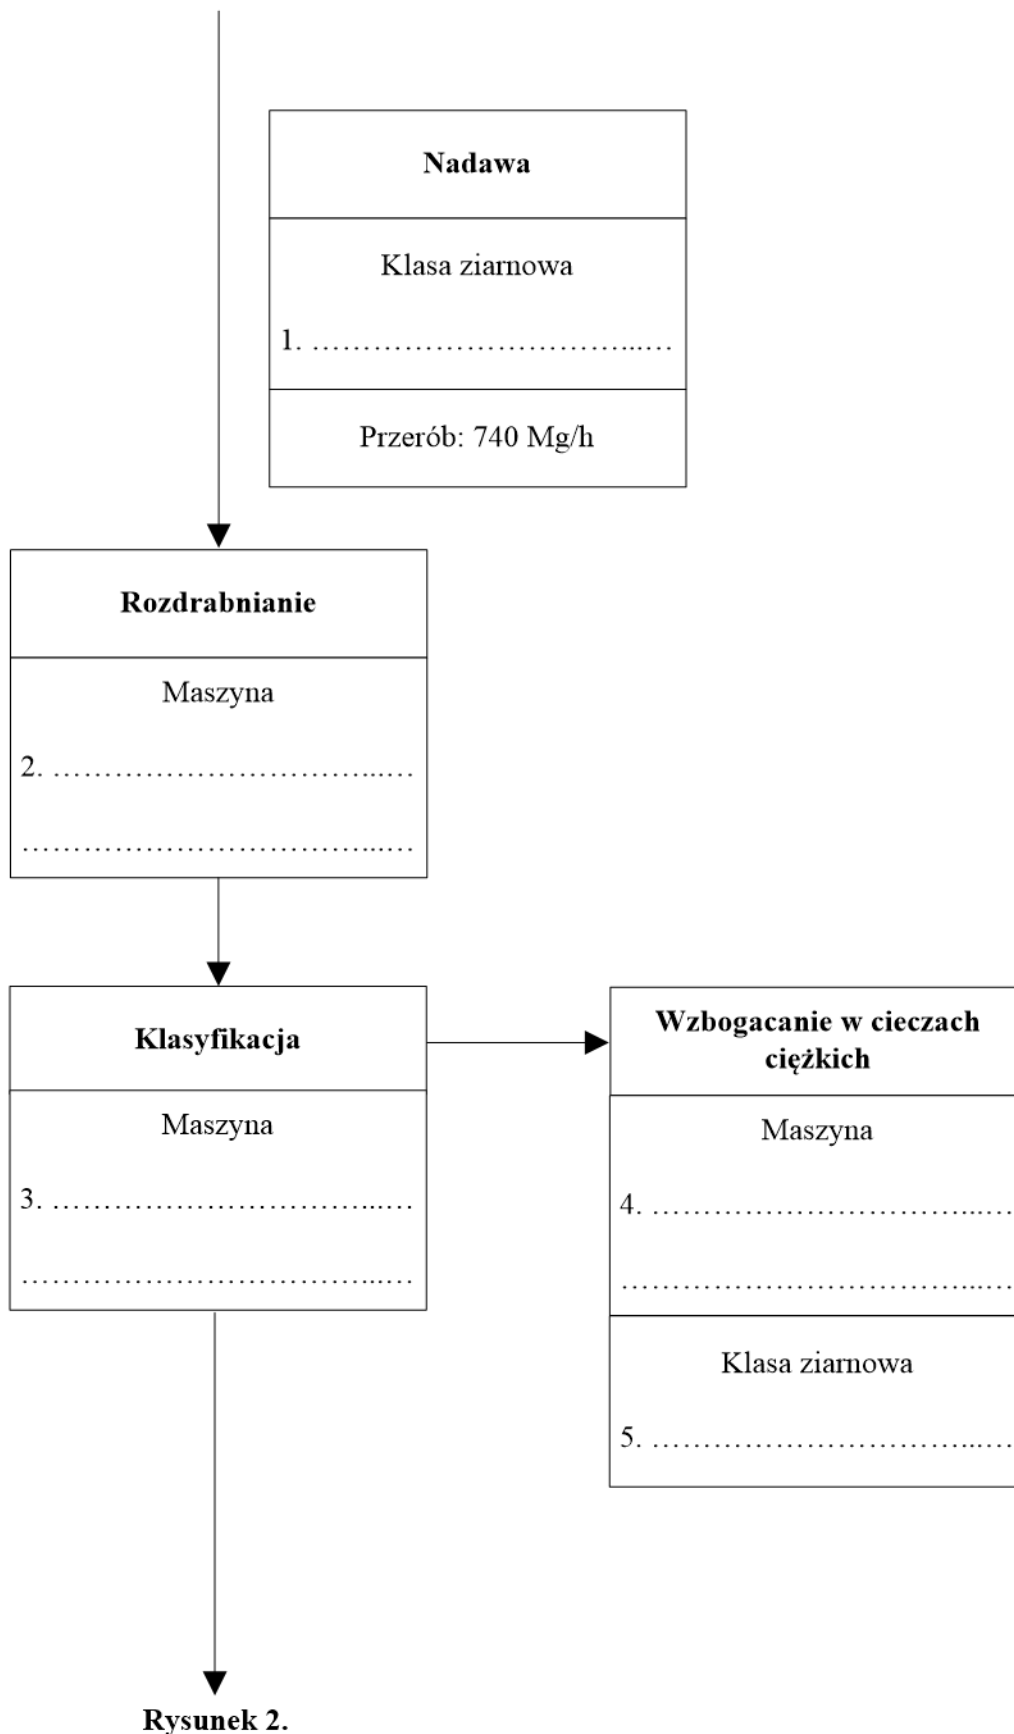 Nadawa
Klasa ziarnowa
1. ……………………………...…
Przerób: 740 Mg/h
Rozdrabnianie
Maszyna
2. ……………………………...…
……………………………...…
Klasyfikacja
Maszyna
3. ……………………………...…
……………………………...…
Wzbogacanie w cieczach
ciężkich
Maszyna
4. ……………………………...…
……………………………...…
Klasa ziarnowa
5. ……………………………...…
Rysunek 2.